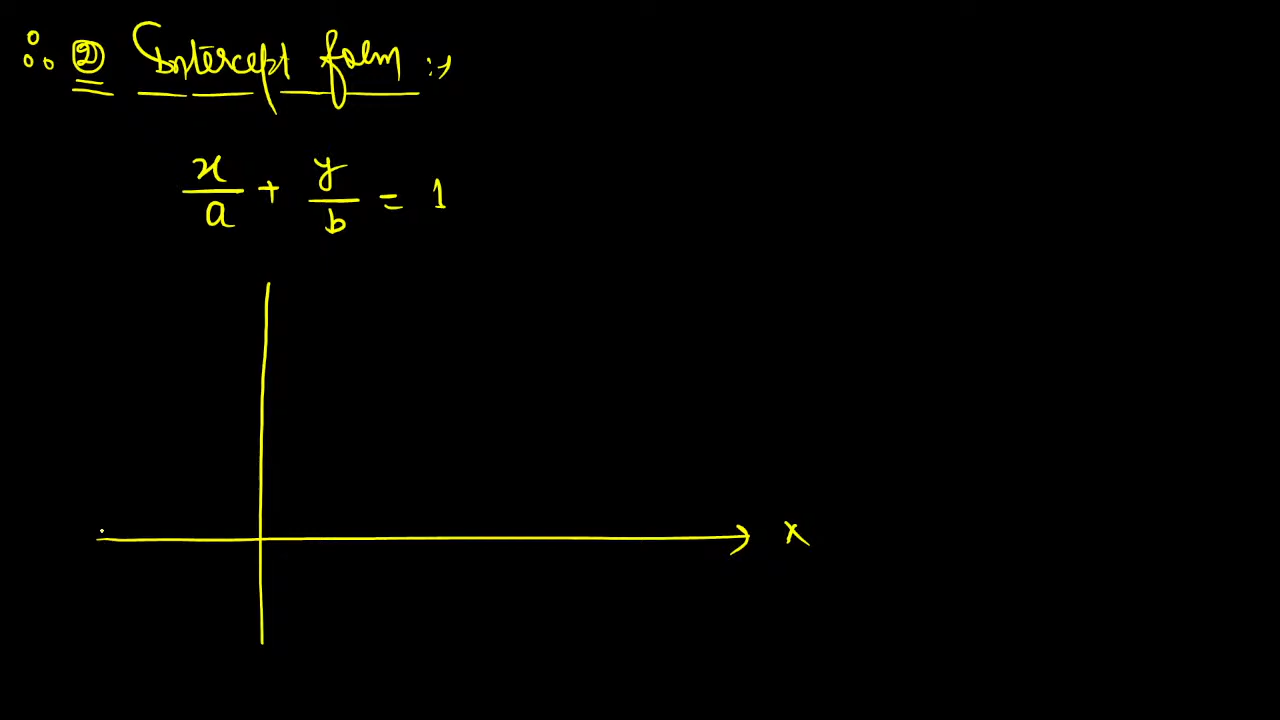 ∴ ② Intercept form :→
x/a + y/b = 1
x